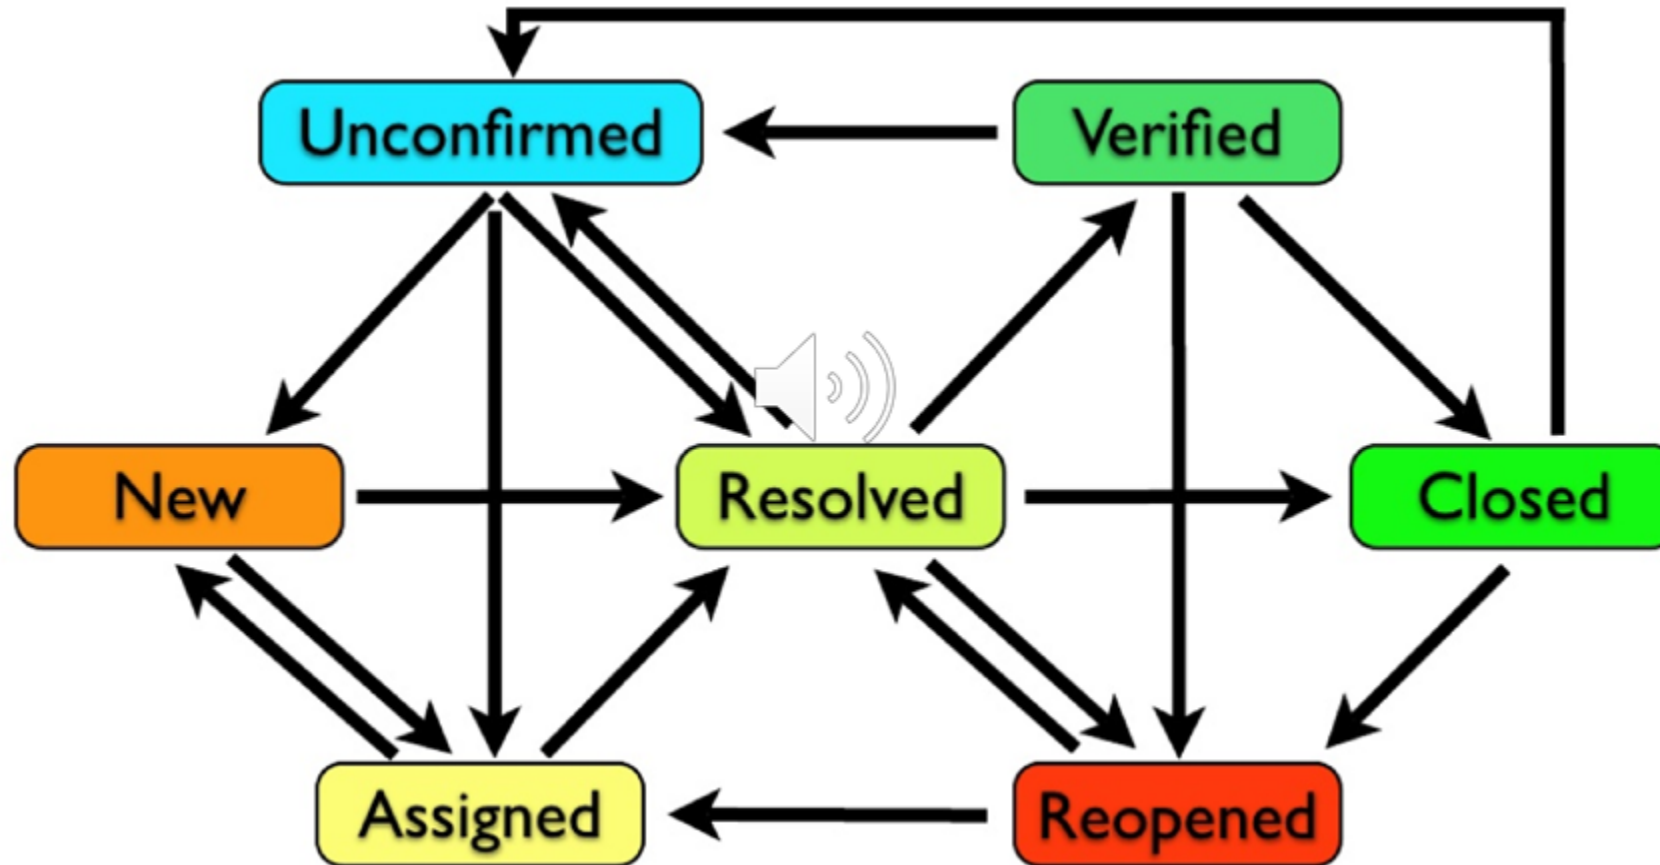 Unconfirmed
Verified
New
Resolved
Closed
Assigned
Reopened